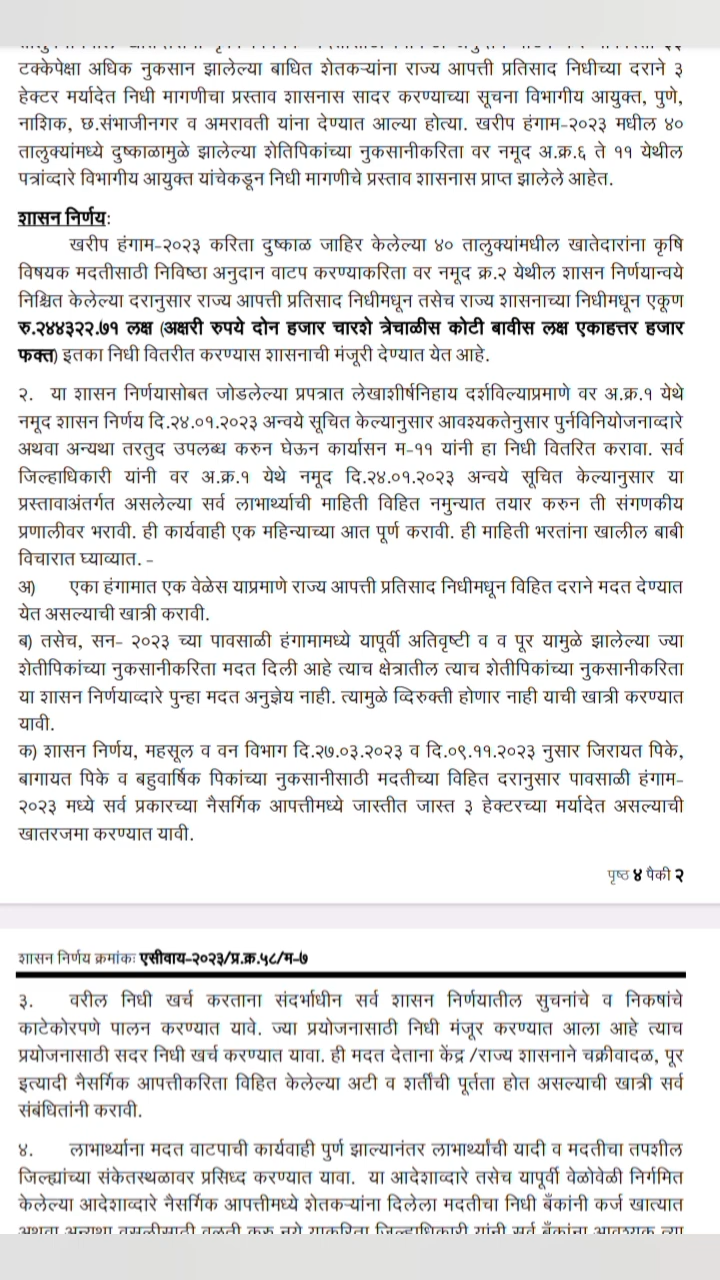 टक्केपेक्षा अधिक नुकसान झालेल्या बाधित शेतकऱ्यांना राज्य आपत्ती प्रतिसाद निधीच्या दराने ३
हेक्टर मर्यादेत निधी मागणीचा प्रस्ताव शासनास सादर करण्याच्या सूचना विभागीय आयुक्त, पुणे,
नाशिक, छ.संभाजीनगर व अमरावती यांना देण्यात आल्या होत्या. खरीप हंगाम-२०२३ मधील ४०
तालुक्यांमध्ये दुष्काळामुळे झालेल्या शेतिपिकांच्या नुकसानीकरिता वर नमूद अ.क्र.६ ते ११ येथील
पत्रांव्दारे विभागीय आयुक्त यांचेकडून निधी मागणीचे प्रस्ताव शासनास प्राप्त झालेले आहेत.
शासन निर्णय:
खरीप हंगाम-२०२३ करिता दुष्काळ जाहिर केलेल्या ४० तालुक्यांमधील खातेदारांना कृषि
विषयक मदतीसाठी निविष्ठा अनुदान वाटप करण्याकरिता वर नमूद क्र.२ येथील शासन निर्णयान्वये
निश्चित केलेल्या दरानुसार राज्य आपत्ती प्रतिसाद निधीमधून तसेच राज्य शासनाच्या निधीमधून एकूण
रु.२४४३२२.७१ लक्ष (अक्षरी रुपये दोन हजार चारशे त्रेचाळीस कोटी बावीस लक्ष एकाहत्तर हजार
फक्त) इतका निधी वितरीत करण्यास शासनाची मंजूरी देण्यात येत आहे.
२. या शासन निर्णयासोबत जोडलेल्या प्रपत्रात लेखाशीर्षनिहाय दर्शविल्याप्रमाणे वर अ.क्र.१ येथे
नमूद शासन निर्णय दि.२४.०१.२०२३ अन्वये सूचित केल्यानुसार आवश्यकतेनुसार पुर्नविनियोजनाव्दारे
अथवा अन्यथा तरतुद उपलब्ध करुन घेऊन कार्यासन म-११ यांनी हा निधी वितरित करावा. सर्व
जिल्हाधिकारी यांनी वर अ.क्र.१ येथे नमूद दि.२४.०१.२०२३ अन्वये सूचित केल्यानुसार या
प्रस्तावाअंतर्गत असलेल्या सर्व लाभार्थ्याची माहिती विहित नमुन्यात तयार करुन ती संगणकीय
प्रणालीवर भरावी. ही कार्यवाही एक महिन्याच्या आत पूर्ण करावी. ही माहिती भरतांना खालील बाबी
विचारात घ्याव्यात. -
अ) एका हंगामात एक वेळेस याप्रमाणे राज्य आपत्ती प्रतिसाद निधीमधून विहित दराने मदत देण्यात
येत असल्याची खात्री करावी.
ब) तसेच, सन- २०२३ च्या पावसाळी हंगामामध्ये यापूर्वी अतिवृष्टी व व पूर यामुळे झालेल्या ज्या
शेतीपिकांच्या नुकसानीकरिता मदत दिली आहे त्याच क्षेत्रातील त्याच शेतीपिकांच्या नुकसानीकरिता
या शासन निर्णयाव्दारे पुन्हा मदत अनुज्ञेय नाही. त्यामुळे व्दिरुक्ती होणार नाही याची खात्री करण्यात
यावी.
क) शासन निर्णय, महसूल व वन विभाग दि.२७.०३.२०२३ व दि.०९.११.२०२३ नुसार जिरायत पिके,
बागायत पिके व बहुवार्षिक पिकांच्या नुकसानीसाठी मदतीच्या विहित दरानुसार पावसाळी हंगाम-
२०२३ मध्ये सर्व प्रकारच्या नैसर्गिक आपत्तीमध्ये जास्तीत जास्त ३ हेक्टरच्या मर्यादेत असल्याची
खातरजमा करण्यात यावी.
पृष्ठ ४ पैकी २
शासन निर्णय क्रमांकः एसीवाय-२०२३/प्र.क्र.५८/म-७
३. वरील निधी खर्च करताना संदर्भाधीन सर्व शासन निर्णयातील सुचनांचे व निकषांचे
काटेकोरपणे पालन करण्यात यावे. ज्या प्रयोजनासाठी निधी मंजूर करण्यात आला आहे त्याच
प्रयोजनासाठी सदर निधी खर्च करण्यात यावा. ही मदत देताना केंद्र /राज्य शासनाने चक्रीवादळ, पूर
इत्यादी नैसर्गिक आपत्तीकरिता विहित केलेल्या अटी व शर्तींची पूर्तता होत असल्याची खात्री सर्व
संबंधितांनी करावी.
४. लाभार्थ्यांना मदत वाटपाची कार्यवाही पुर्ण झाल्यानंतर लाभार्थ्यांची यादी व मदतीचा तपशील
जिल्ह्यांच्या संकेतस्थळावर प्रसिध्द करण्यात यावा. या आदेशाव्दारे तसेच यापूर्वी वेळोवेळी निर्गमित
केलेल्या आदेशाव्दारे नैसर्गिक आपत्तीमध्ये शेतकऱ्यांना दिलेला मदतीचा निधी बँकांनी कर्ज खात्यात
अथवा अन्यथा वसुलीसाठी वळती करु नये याकरिता जिल्हाधिकारी यांनी सर्व बँकांना आवश्यक त्या